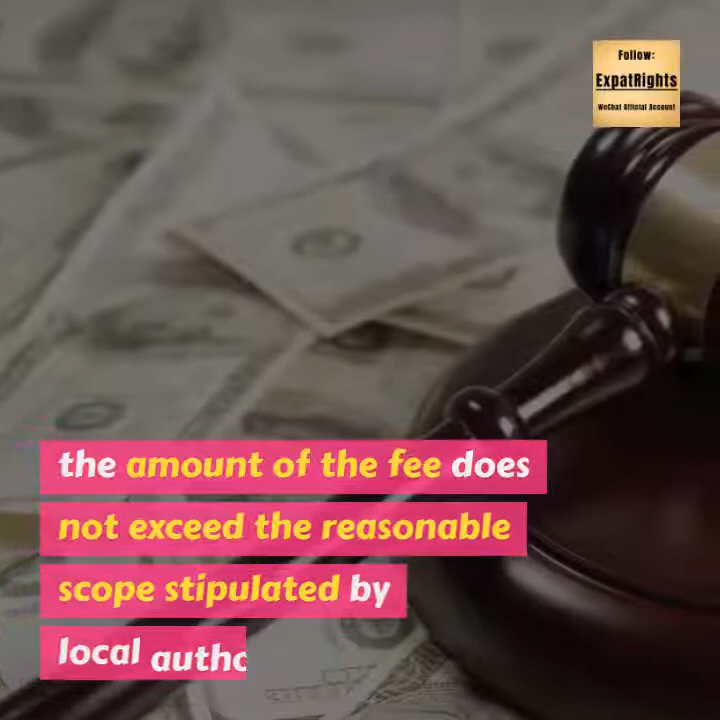 Follow:
ExpatRights
WeChat Official Account
the amount of the fee does
not exceed the reasonable
scope stipulated by
local